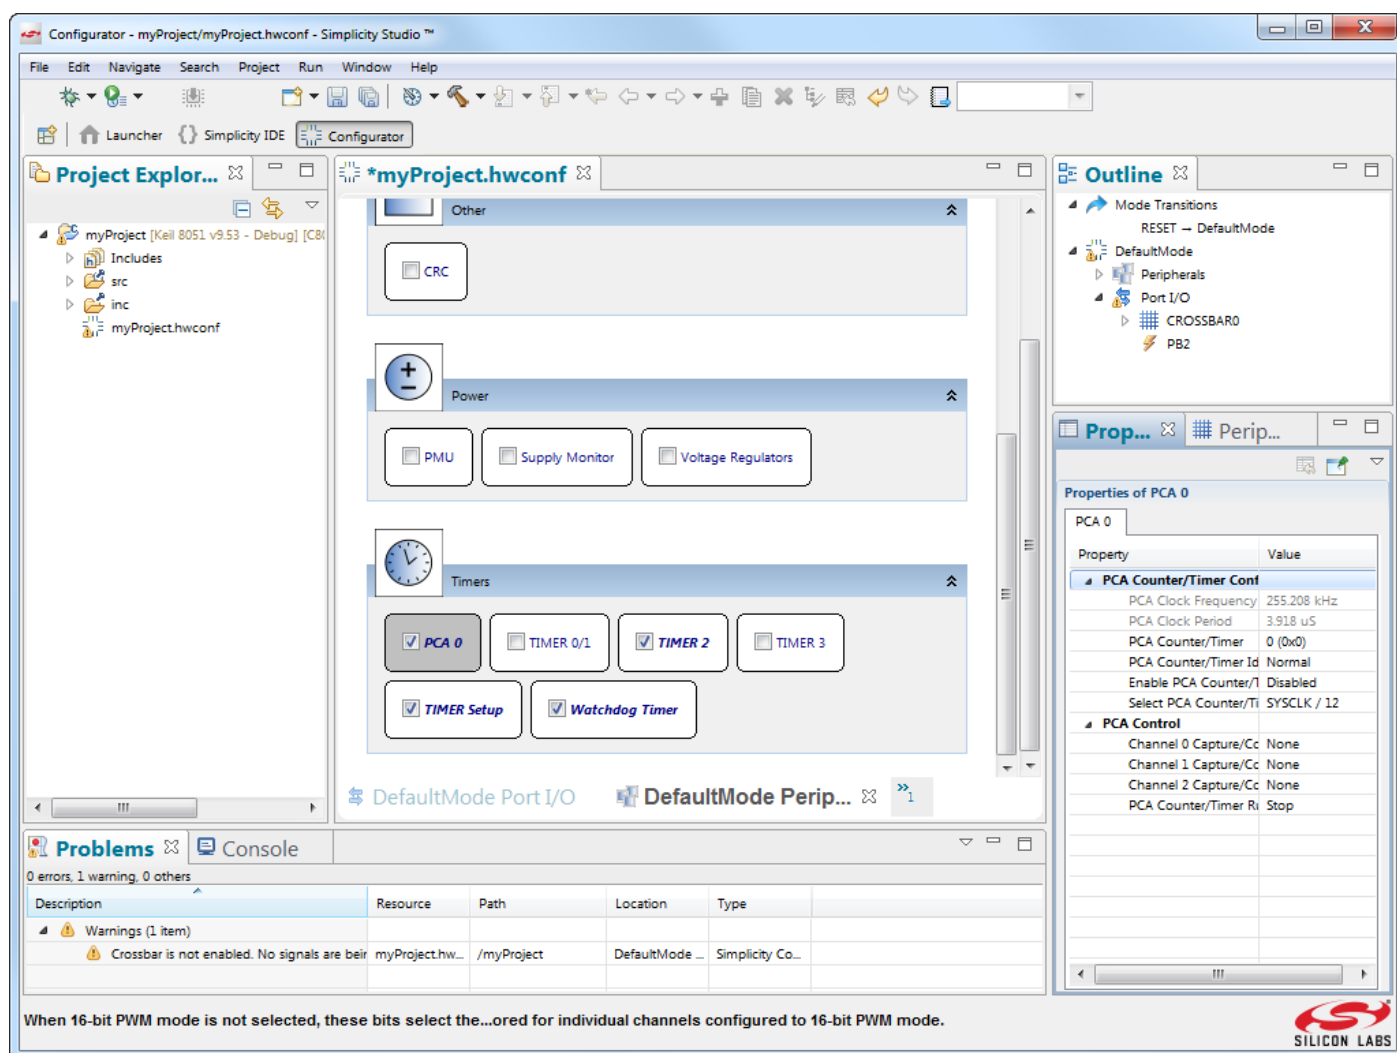 Configurator - myProject/myProject.hwconf - Simplicity Studio ™
File Edit Navigate Search Project Run Window Help
Launcher {} Simplicity IDE Configurator
Project Explor...
myProject [Keil 8051 v9.53 - Debug] [C8
Includes
src
inc
myProject.hwconf
*myProject.hwconf
Other
CRC
Power
PMU Supply Monitor Voltage Regulators
Timers
PCA 0 TIMER 0/1 TIMER 2 TIMER 3
TIMER Setup Watchdog Timer
DefaultMode Port I/O DefaultMode Perip... »1
Outline
Mode Transitions
RESET → DefaultMode
DefaultMode
Peripherals
Port I/O
CROSSBAR0
PB2
Prop... Perip...
Properties of PCA 0
PCA 0
Property Value
PCA Counter/Timer Conf
PCA Clock Frequency 255.208 kHz
PCA Clock Period 3.918 uS
PCA Counter/Timer 0 (0x0)
PCA Counter/Timer Id Normal
Enable PCA Counter/T Disabled
Select PCA Counter/Ti SYSCLK / 12
PCA Control
Channel 0 Capture/Cc None
Channel 1 Capture/Cc None
Channel 2 Capture/Cc None
PCA Counter/Timer Ru Stop
Problems Console
0 errors, 1 warning, 0 others
Description Resource Path Location Type
Warnings (1 item)
Crossbar is not enabled. No signals are beir myProject.hw... /myProject DefaultMode ... Simplicity Co...
When 16-bit PWM mode is not selected, these bits select the...ored for individual channels configured to 16-bit PWM mode.
SILICON LABS